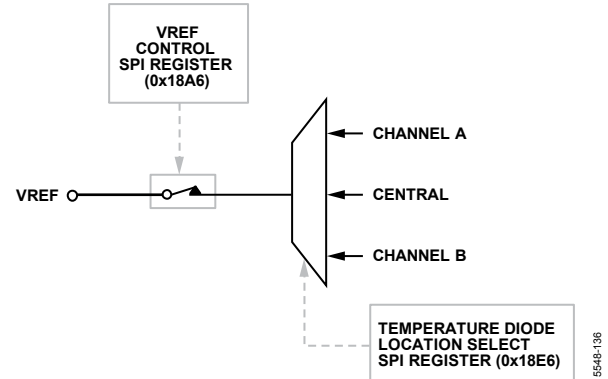 VREF
CONTROL
SPI REGISTER
(0x18A6)
CHANNEL A
VREF
CENTRAL
CHANNEL B
TEMPERATURE DIODE
LOCATION SELECT
SPI REGISTER (0x18E6)
5548-136